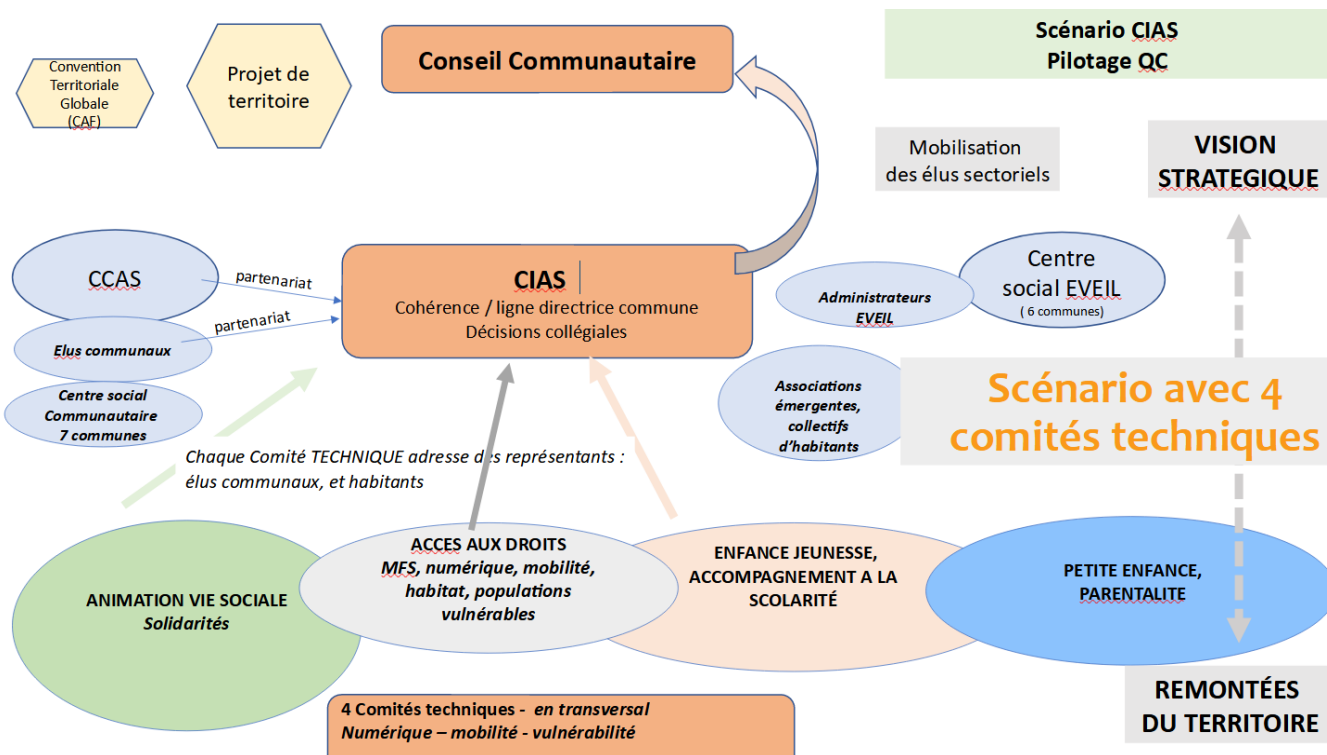 Convention
Territoriale
Globale
(CAF)
Projet de
territoire
Conseil Communautaire
Scénario CIAS
Pilotage QC
Mobilisation
des élus sectoriels
VISION
STRATEGIQUE
CCAS
partenariat
partenariat
Elus communaux
Centre social
Communautaire
7 communes
CIAS
Cohérence / ligne directrice commune
Décisions collégiales
Administrateurs
EVEIL
Centre
social EVEIL
( 6 communes)
Associations
émergentes,
collectifs
d'habitants
Scénario avec 4
comités techniques
Chaque Comité TECHNIQUE adresse des représentants :
élus communaux, et habitants
ANIMATION VIE SOCIALE
Solidarités
ACCES AUX DROITS
MFS, numérique, mobilité,
habitat, populations
vulnérables
ENFANCE JEUNESSE,
ACCOMPAGNEMENT A LA
SCOLARITÉ
PETITE ENFANCE,
PARENTALITE
4 Comités techniques - en transversal
Numérique – mobilité - vulnérabilité
REMONTÉES
DU TERRITOIRE